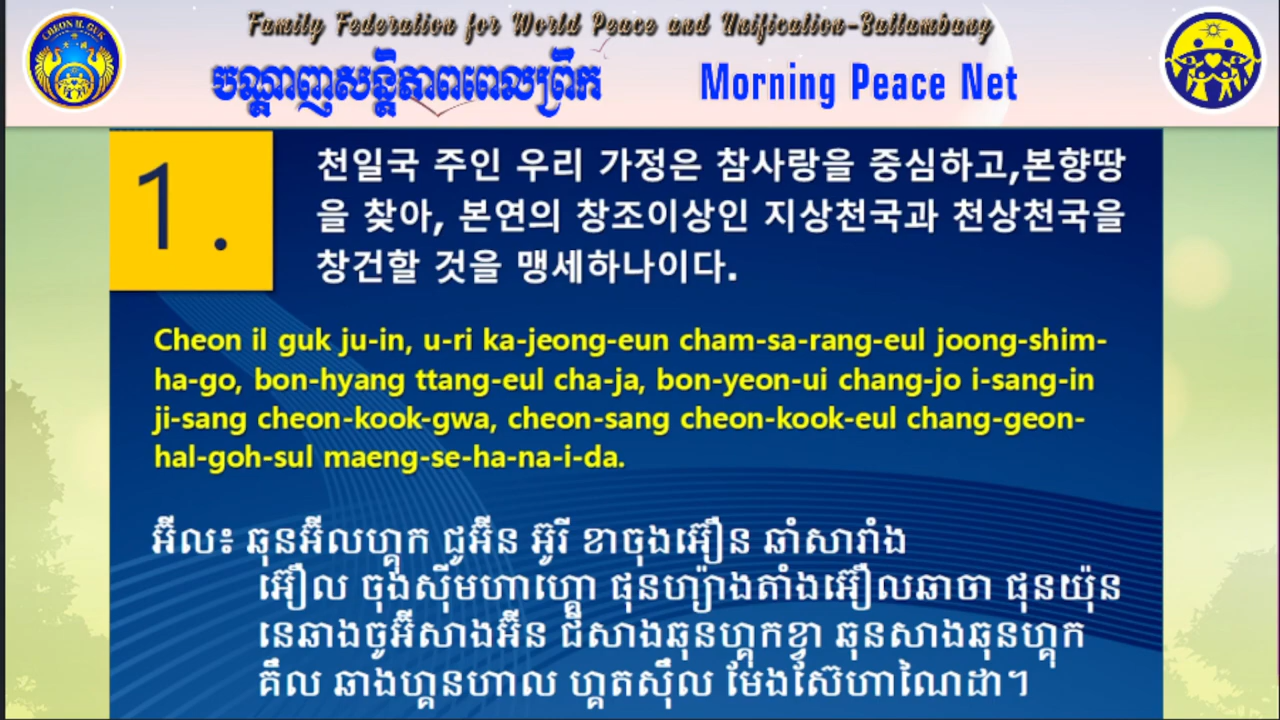 Family Federation for World Peace and Unification-Battambang
CHEON IL GUK
បណ្តាញសន្តិភាពពេលព្រឹក Morning Peace Net
1.
천일국 주인 우리 가정은 참사랑을 중심하고,본향땅
을 찾아, 본연의 창조이상인 지상천국과 천상천국을
창건할 것을 맹세하나이다.
Cheon il guk ju-in, u-ri ka-jeong-eun cham-sa-rang-eul joong-shim-
ha-go, bon-hyang ttang-eul cha-ja, bon-yeon-ui chang-jo i-sang-in
ji-sang cheon-kook-gwa, cheon-sang cheon-kook-eul chang-geon-
hal-goh-sul maeng-se-ha-na-i-da.
អ៊ីល៖ ឆុនអ៊ីលហ្គុក ជូអ៊ីន អ៊ូរី ខាចុងអ៊ឿន ឆាំសារ៉ាំង
អ៊ឿល ចុងស៊ីមហាហ្គោ ផុនហ្យ៉ាងតាំងអ៊ឿលឆាចា ផុនយ៉ុន
នេឆាងចូអ៊ីសាងអ៊ីន ជីសាងឆុនហ្គុកខ្វា ឆុនសាងឆុនហ្គុក
គឹល ឆាងហ្គនហាល ហ្គតស៊ឹល ម៉ែងស៊ែហាណៃដា។